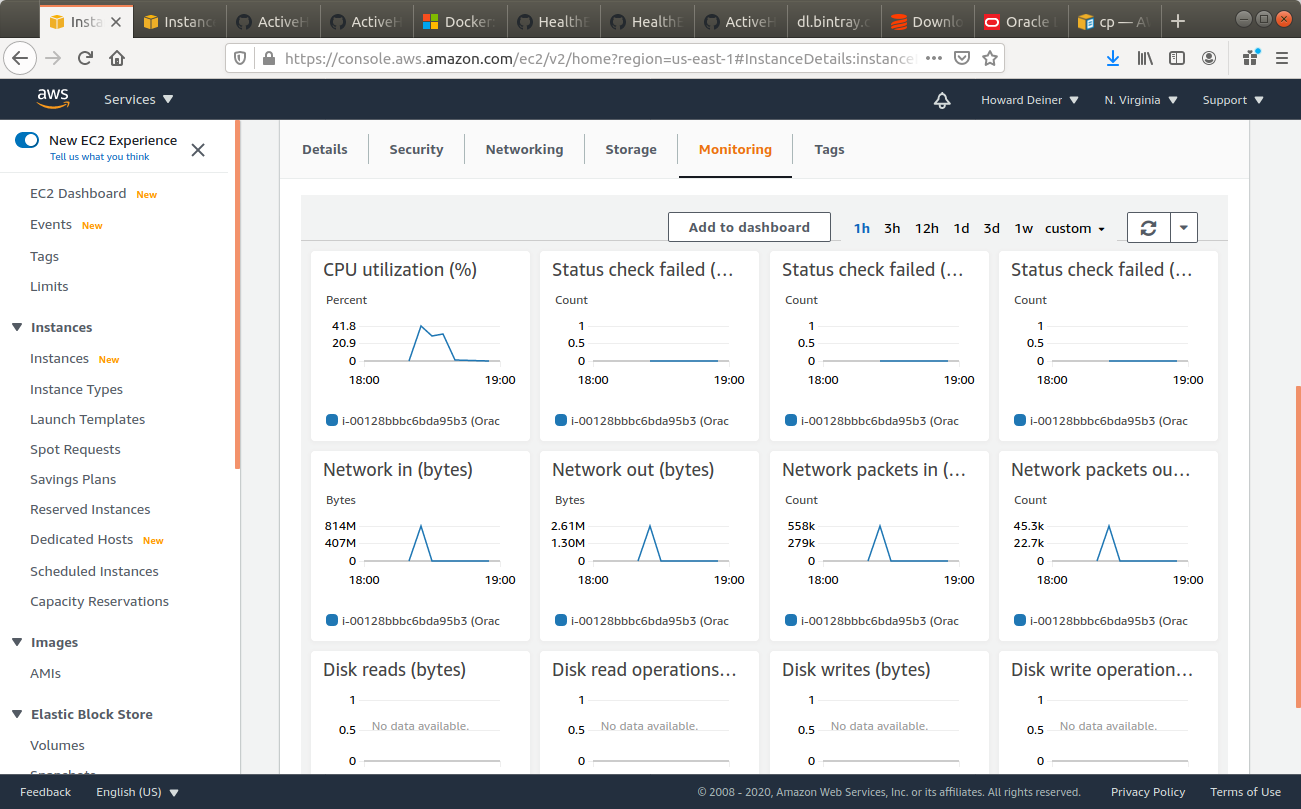 Insta
Instanc
ActiveH
ActiveH
Docker:
HealthE
HealthE
ActiveH
dl.bintray.c
Downlo
Oracle
cp — A
https://console.aws.amazon.com/ec2/v2/home?region=us-east-1#InstanceDetails:instance
aws
Services
Howard Deiner
N. Virginia
Support
New EC2 Experience
Tell us what you think
EC2 Dashboard New
Events New
Tags
Limits
Instances
Instances New
Instance Types
Launch Templates
Spot Requests
Savings Plans
Reserved Instances
Dedicated Hosts New
Scheduled Instances
Capacity Reservations
Images
AMIs
Elastic Block Store
Volumes
Snapshots
Details
Security
Networking
Storage
Monitoring
Tags
Add to dashboard
1h 3h 12h 1d 3d 1w custom
CPU utilization (%)
Percent
41.8
20.9
0
18:00 19:00
i-00128bbbc6bda95b3 (Orac
Status check failed (...
Count
1
0.5
0
18:00 19:00
i-00128bbbc6bda95b3 (Orac
Status check failed (...
Count
1
0.5
0
18:00 19:00
i-00128bbbc6bda95b3 (Orac
Status check failed (...
Count
1
0.5
0
18:00 19:00
i-00128bbbc6bda95b3 (Orac
Network in (bytes)
Bytes
814M
407M
0
18:00 19:00
i-00128bbbc6bda95b3 (Orac
Network out (bytes)
Bytes
2.61M
1.30M
0
18:00 19:00
i-00128bbbc6bda95b3 (Orac
Network packets in (...
Count
558k
279k
0
18:00 19:00
i-00128bbbc6bda95b3 (Orac
Network packets ou...
Count
45.3k
22.7k
0
18:00 19:00
i-00128bbbc6bda95b3 (Orac
Disk reads (bytes)
1
0.5
0
No data available.
Disk read operations...
1
0.5
0
No data available.
Disk writes (bytes)
1
0.5
0
No data available.
Disk write operation...
1
0.5
0
No data available.
Feedback
English (US)
© 2008 - 2020, Amazon Web Services, Inc. or its affiliates. All rights reserved.
Privacy Policy
Terms of Use